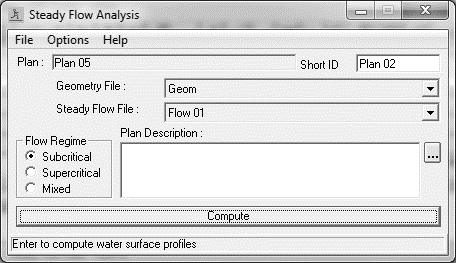 Steady Flow Analysis
File Options Help
Plan : Plan 05 Short ID Plan 02
Geometry File : Geom
Steady Flow File : Flow 01
Flow Regime
Subcritical
Supercritical
Mixed
Plan Description :
...
Compute
Enter to compute water surface profiles